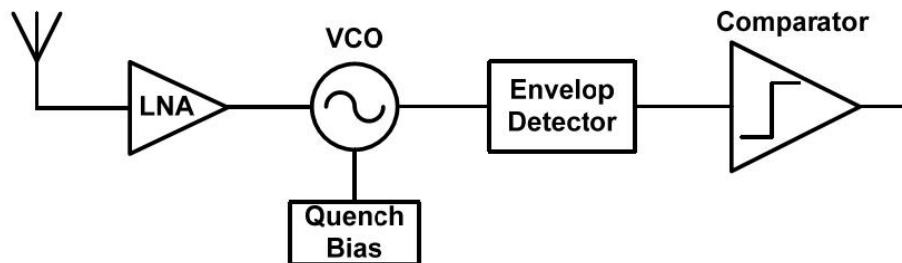 Comparator
VCO
LNA
Envelop
Detector
Quench
Bias